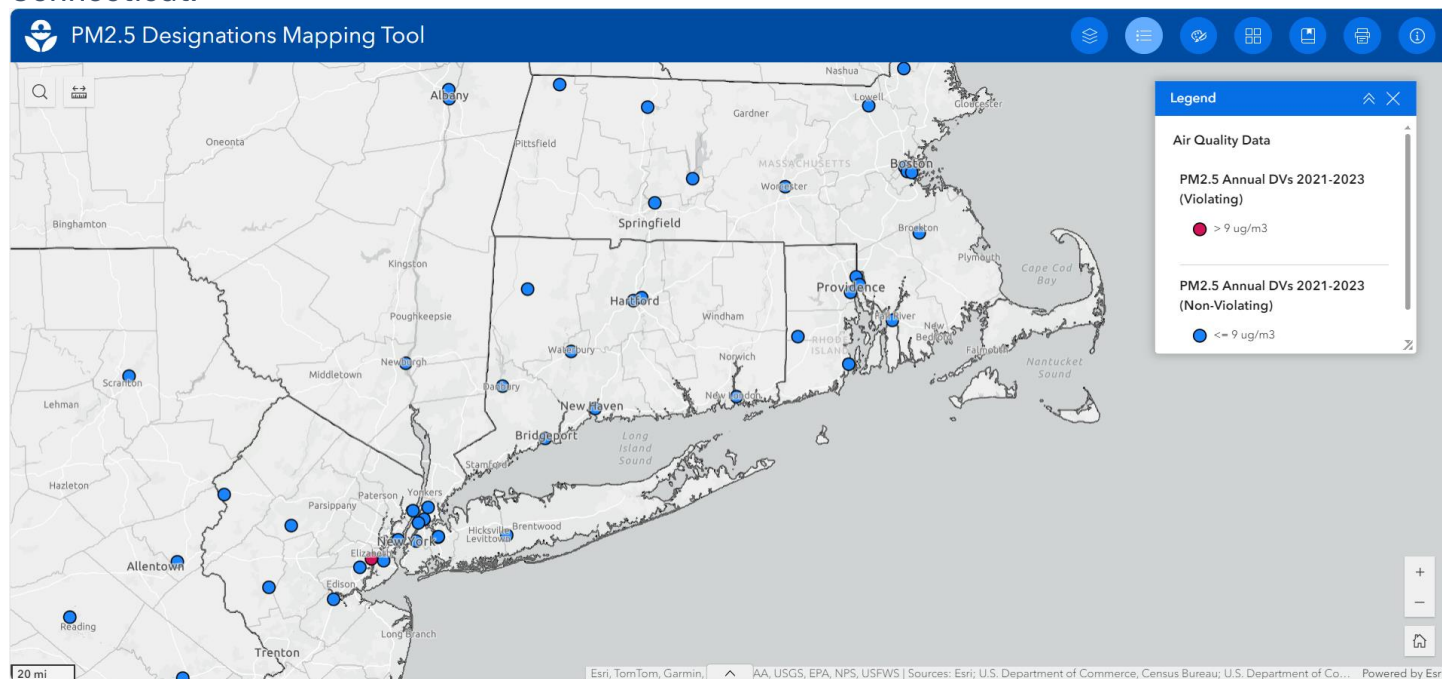 PM2.5 Designations Mapping Tool
Legend
Air Quality Data
PM2.5 Annual DVs 2021-2023
(Violating)
> 9 ug/m3
PM2.5 Annual DVs 2021-2023
(Non-Violating)
<= 9 ug/m3
Nashua
Albany
Lowell
Gloucester
Gardner
Oneonta
Pittsfield
MASSACHUSETTS
Boston
Worcester
Binghamton
Springfield
Brockton
Kingston
Plymouth
Cape Cod
Bay
Providence
Hartford
Poughkeepsie
Windham
Fall River
New
Bedford
RHODE
ISLAND
Waterbury
Norwich
Falmouth
Newburgh
Nantucket
Sound
Middletown
Scranton
Danbury
Lehman
New Haven
New London
Bridgeport
Long
Island
Sound
Stamford
Hazleton
Paterson
Yonkers
Parsippany
Hicksville
Brentwood
Levittown
New York
Elizabeth
Allentown
Edison
Reading
Long Branch
Trenton
20 mi
Esri, TomTom, Garmin, AA, USGS, EPA, NPS, USFWS | Sources: Esri; U.S. Department of Commerce, Census Bureau; U.S. Department of Co... Powered by Esr